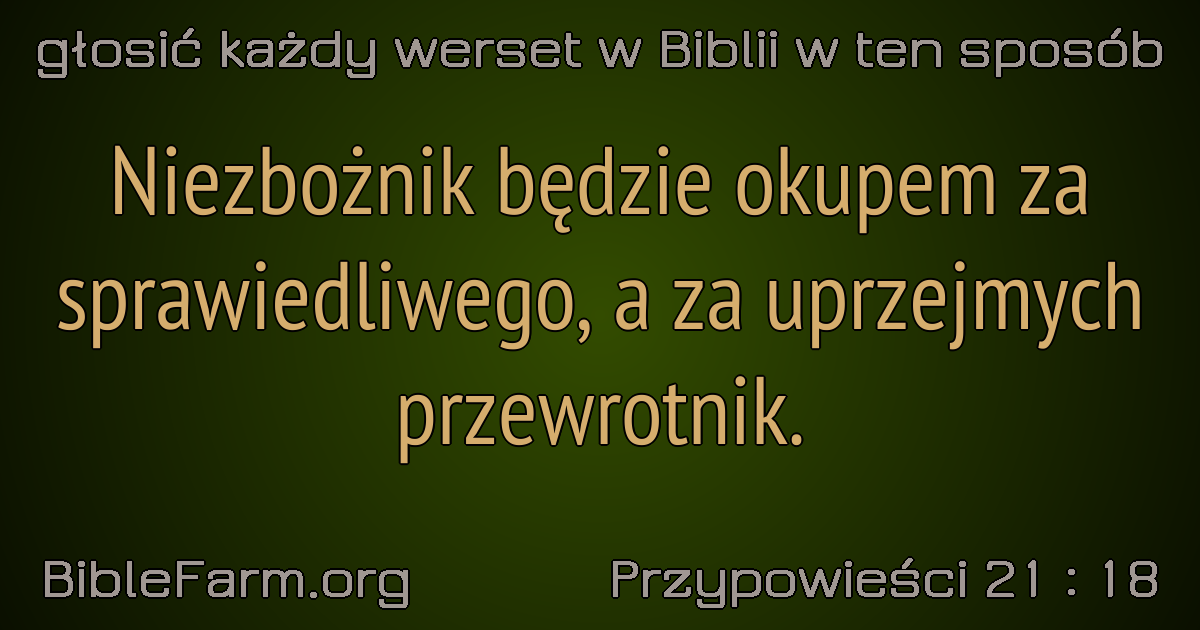 głosić każdy werset w Biblii w ten sposób
Niezbożnik będzie okupem za
sprawiedliwego, a za uprzejmych
przewrotnik.
BibleFarm.org
Przypowieści 21 : 18